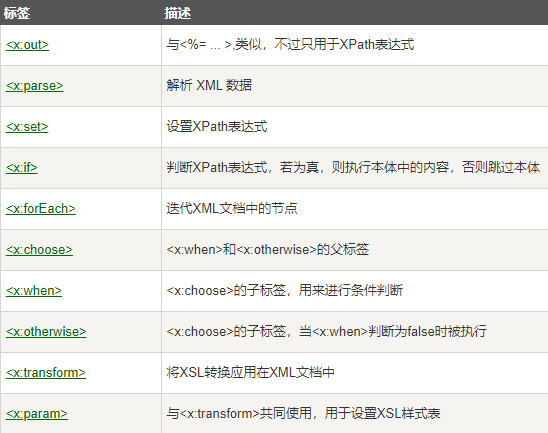 标签 描述
<x:out> 与<%= ... >,类似，不过只用于XPath表达式
<x:parse> 解析 XML 数据
<x:set> 设置XPath表达式
<x:if> 判断XPath表达式，若为真，则执行本体中的内容，否则跳过本体
<x:forEach> 迭代XML文档中的节点
<x:choose> <x:when>和<x:otherwise>的父标签
<x:when> <x:choose>的子标签，用来进行条件判断
<x:otherwise> <x:choose>的子标签，当<x:when>判断为false时被执行
<x:transform> 将XSL转换应用在XML文档中
<x:param> 与<x:transform>共同使用，用于设置XSL样式表